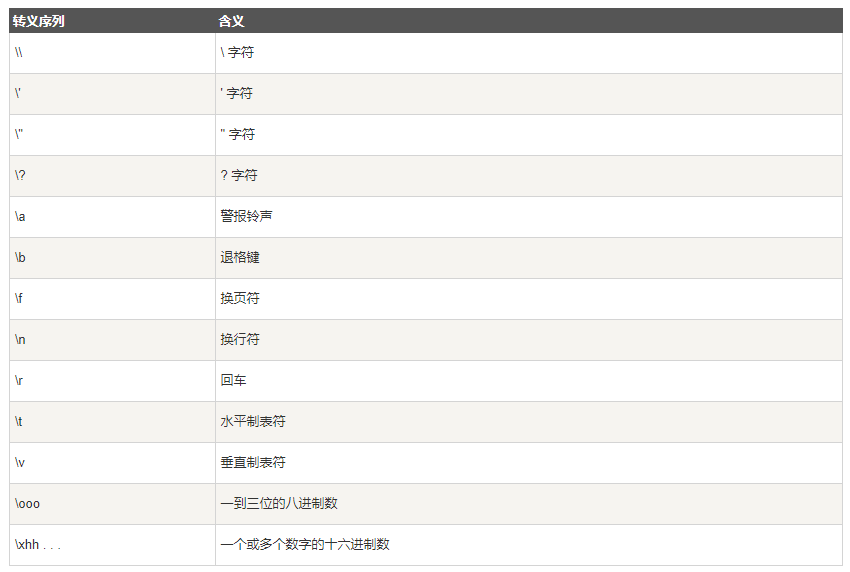 转义序列 含义
\\ \ 字符
\' ' 字符
\" " 字符
\? ? 字符
\a 警报铃声
\b 退格键
\f 换页符
\n 换行符
\r 回车
\t 水平制表符
\v 垂直制表符
\ooo 一到三位的八进制数
\xhh . . . 一个或多个数字的十六进制数